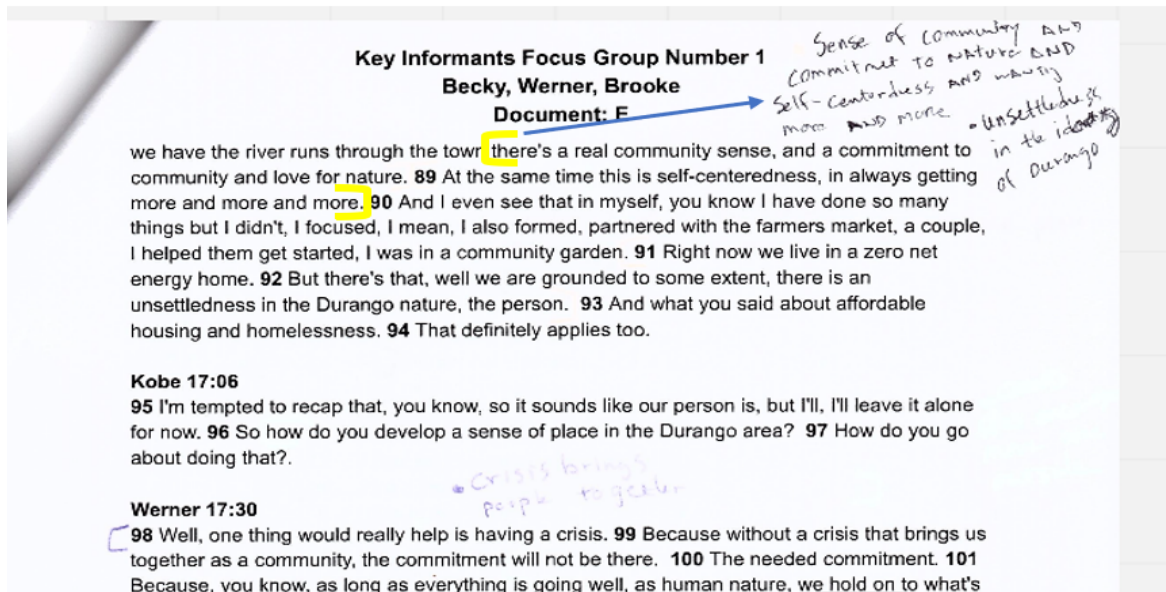 Key Informants Focus Group Number 1
Becky, Werner, Brooke
Document: F
Sense of community AND
commitmet to NAture AND
Self-centerdness AND wantig
more AND more
• unsettledness
in the identity
of Durango
we have the river runs through the town there's a real community sense, and a commitment to
community and love for nature. 89 At the same time this is self-centeredness, in always getting
more and more and more. 90 And I even see that in myself, you know I have done so many
things but I didn't, I focused, I mean, I also formed, partnered with the farmers market, a couple,
I helped them get started, I was in a community garden. 91 Right now we live in a zero net
energy home. 92 But there's that, well we are grounded to some extent, there is an
unsettledness in the Durango nature, the person. 93 And what you said about affordable
housing and homelessness. 94 That definitely applies too.
Kobe 17:06
95 I'm tempted to recap that, you know, so it sounds like our person is, but I'll, I'll leave it alone
for now. 96 So how do you develop a sense of place in the Durango area? 97 How do you go
about doing that?.
• Crisis brings
people together
Werner 17:30
98 Well, one thing would really help is having a crisis. 99 Because without a crisis that brings us
together as a community, the commitment will not be there. 100 The needed commitment. 101
Because, you know, as long as everything is going well, as human nature, we hold on to what's